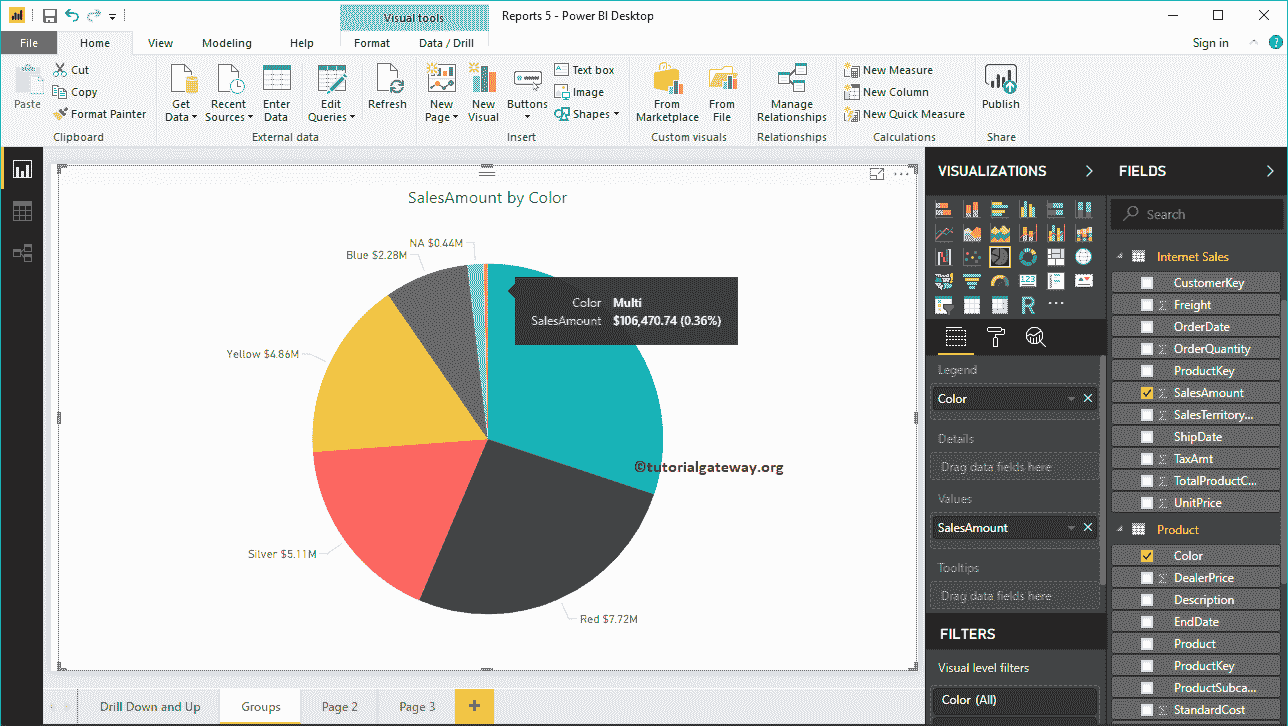 Visual tools
Reports 5 - Power BI Desktop
File Home View Modeling Help Format Data / Drill Sign in
Paste
Cut
Copy
Format Painter
Clipboard
Get Data
Recent Sources
Enter Data
Edit Queries
Refresh
External data
New Page
New Visual
Buttons
Text box
Image
Shapes
Insert
From Marketplace
From File
Custom visuals
Manage Relationships
Relationships
New Measure
New Column
New Quick Measure
Calculations
Publish
Share
SalesAmount by Color
NA $0.44M
Blue $2.28M
Yellow $4.86M
Silver $5.11M
Red $7.72M
Color Multi
SalesAmount $106,470.74 (0.36%)
©tutorialgateway.org
Drill Down and Up
Groups
Page 2
Page 3
VISUALIZATIONS
123
R
Legend
Color
Details
Drag data fields here
Values
SalesAmount
Tooltips
Drag data fields here
FILTERS
Visual level filters
Color (All)
FIELDS
Search
Internet Sales
CustomerKey
Freight
OrderDate
OrderQuantity
ProductKey
SalesAmount
SalesTerritory...
ShipDate
TaxAmt
TotalProductC...
UnitPrice
Product
Color
DealerPrice
Description
EndDate
Product
ProductKey
ProductSubca...
StandardCost